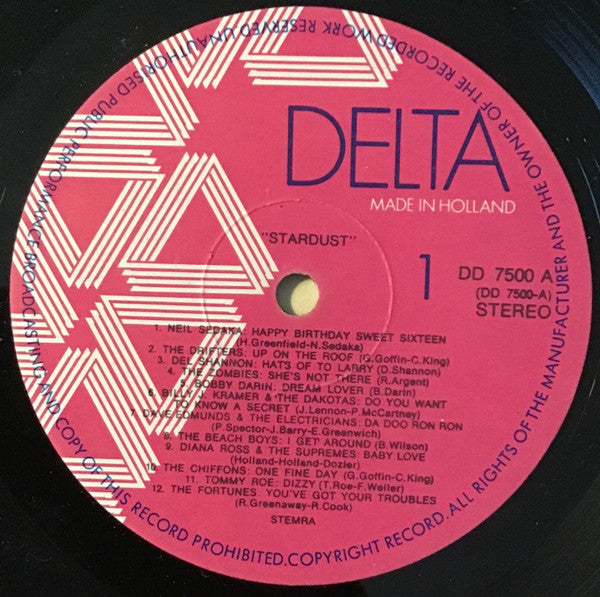 UNAUTHORISED PUBLIC PERFORMANCE BROADCASTING AND COPY OF THIS RECORD PROHIBITED. COPYRIGHT RECORD. ALL RIGHTS OF THE MANUFACTURER AND THE OWNER OF THE RECORDED WORK RESERVED
DELTA
MADE IN HOLLAND
"STARDUST"
1
DD 7500 A
(DD 7500-A)
STEREO
1. NEIL SEDAKA: HAPPY BIRTHDAY SWEET SIXTEEN
(H.Greenfield-N.Sedaka)
2. THE DRIFTERS: UP ON THE ROOF (G.Goffin-C.King)
3. DEL SHANNON: HATS OF TO LARRY (D.Shannon)
4. THE ZOMBIES: SHE'S NOT THERE (R.Argent)
5. BOBBY DARIN: DREAM LOVER (B.Darin)
6. BILLY J. KRAMER & THE DAKOTAS: DO YOU WANT
TO KNOW A SECRET (J.Lennon-P.McCartney)
7. DAVE EDMUNDS & THE ELECTRICIANS: DA DOO RON RON
(P.Spector-J.Barry-E.Greenwich)
8. THE BEACH BOYS: I GET AROUND (B.Wilson)
9. DIANA ROSS & THE SUPREMES: BABY LOVE
(Holland-Holland-Dozier)
10. THE CHIFFONS: ONE FINE DAY (G.Goffin-C.King)
11. TOMMY ROE: DIZZY (T.Roe-F.Weller)
12. THE FORTUNES: YOU'VE GOT YOUR TROUBLES
(R.Greenaway-R.Cook)
STEMRA